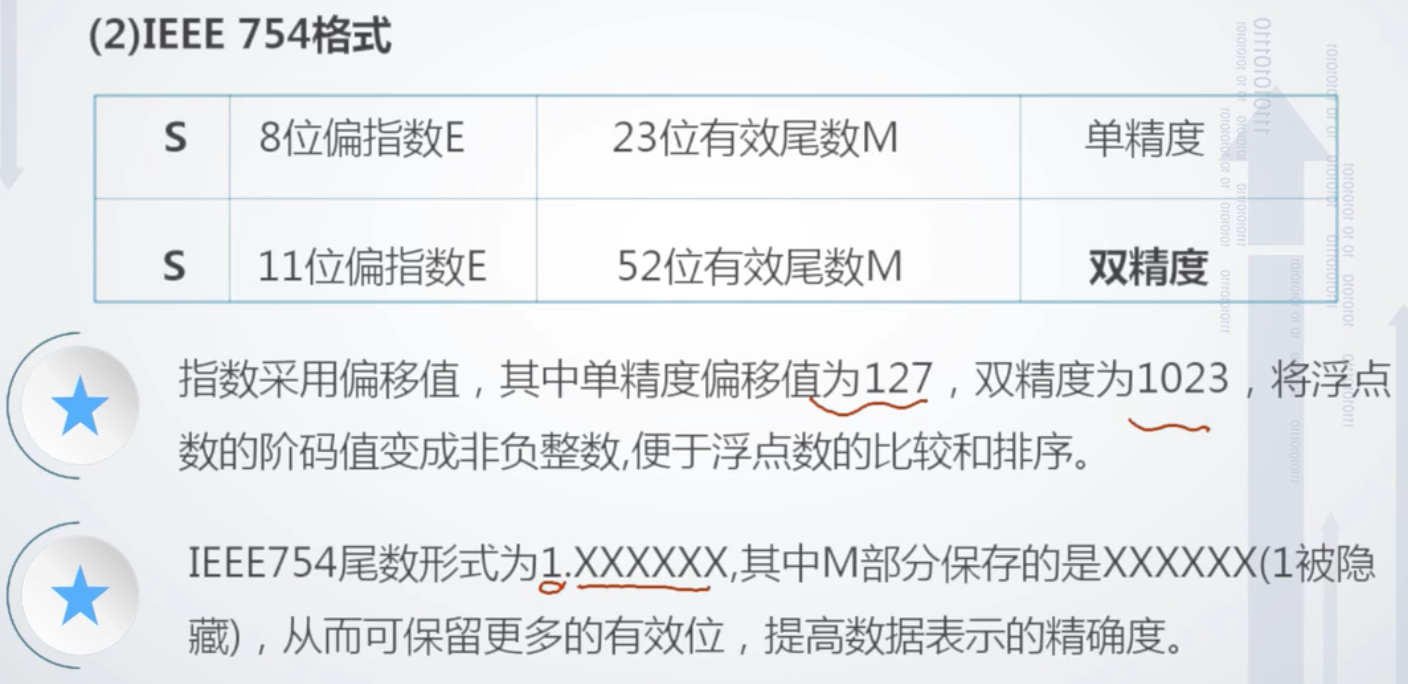 (2)IEEE 754格式
S 8位偏指数E 23位有效尾数M 单精度
S 11位偏指数E 52位有效尾数M 双精度
指数采用偏移值，其中单精度偏移值为127，双精度为1023，将浮点
数的阶码值变成非负整数,便于浮点数的比较和排序。
IEEE754尾数形式为1.XXXXXX,其中M部分保存的是XXXXXX(1被隐
藏)，从而可保留更多的有效位，提高数据表示的精确度。